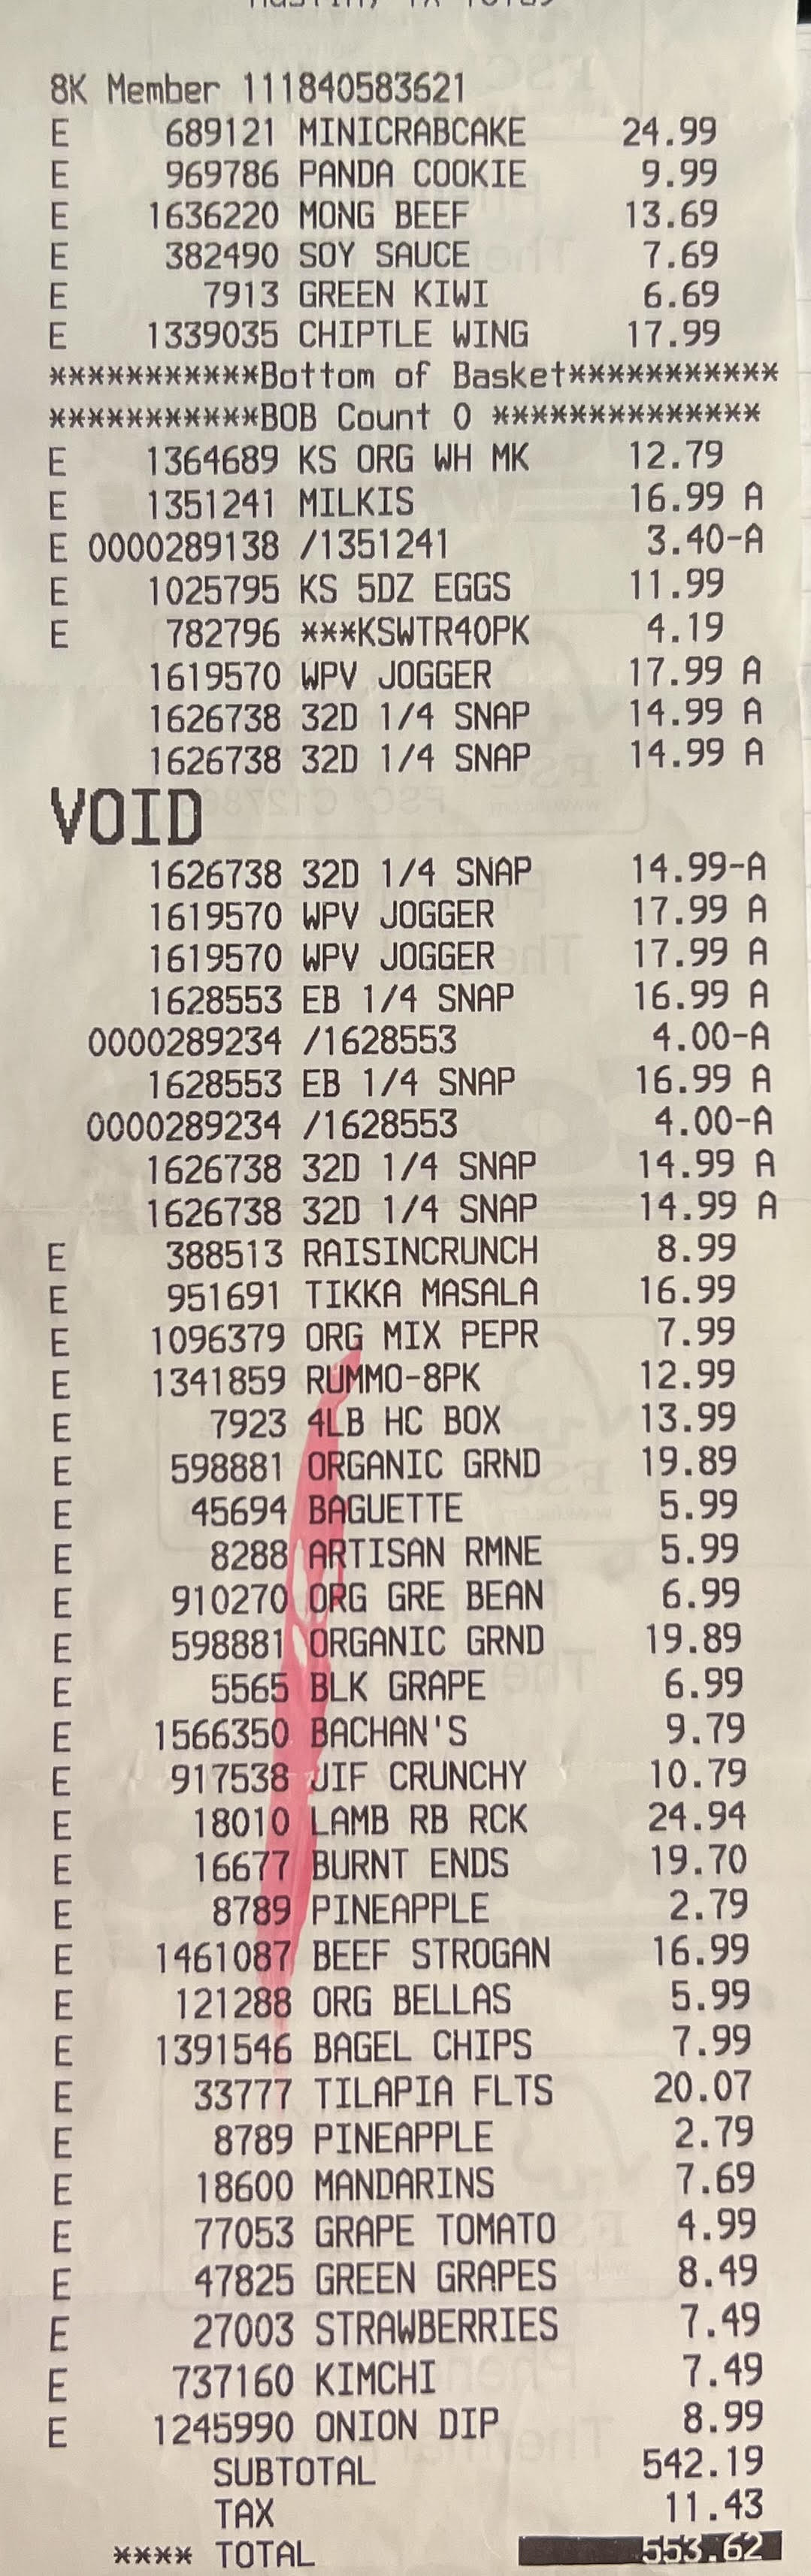 8K Member 111840583621
E 689121 MINICRABCAKE 24.99
E 969786 PANDA COOKIE 9.99
E 1636220 MONG BEEF 13.69
E 382490 SOY SAUCE 7.69
E 7913 GREEN KIWI 6.69
E 1339035 CHIPTLE WING 17.99
***********Bottom of Basket***********
***********BOB Count 0 **************
E 1364689 KS ORG WH MK 12.79
E 1351241 MILKIS 16.99 A
E 0000289138 /1351241 3.40-A
E 1025795 KS 5DZ EGGS 11.99
E 782796 ***KSWTR40PK 4.19
1619570 WPV JOGGER 17.99 A
1626738 32D 1/4 SNAP 14.99 A
1626738 32D 1/4 SNAP 14.99 A
VOID
1626738 32D 1/4 SNAP 14.99-A
1619570 WPV JOGGER 17.99 A
1619570 WPV JOGGER 17.99 A
1628553 EB 1/4 SNAP 16.99 A
0000289234 /1628553 4.00-A
1628553 EB 1/4 SNAP 16.99 A
0000289234 /1628553 4.00-A
1626738 32D 1/4 SNAP 14.99 A
1626738 32D 1/4 SNAP 14.99 A
E 388513 RAISINCRUNCH 8.99
E 951691 TIKKA MASALA 16.99
E 1096379 ORG MIX PEPR 7.99
E 1341859 RUMMO-8PK 12.99
E 7923 4LB HC BOX 13.99
E 598881 ORGANIC GRND 19.89
E 45694 BAGUETTE 5.99
E 8288 ARTISAN RMNE 5.99
E 910270 ORG GRE BEAN 6.99
E 598881 ORGANIC GRND 19.89
E 5565 BLK GRAPE 6.99
E 1566350 BACHAN'S 9.79
E 917538 JIF CRUNCHY 10.79
E 18010 LAMB RB RCK 24.94
E 16677 BURNT ENDS 19.70
E 8789 PINEAPPLE 2.79
E 1461087 BEEF STROGAN 16.99
E 121288 ORG BELLAS 5.99
E 1391546 BAGEL CHIPS 7.99
E 33777 TILAPIA FLTS 20.07
E 8789 PINEAPPLE 2.79
E 18600 MANDARINS 7.69
E 77053 GRAPE TOMATO 4.99
E 47825 GREEN GRAPES 8.49
E 27003 STRAWBERRIES 7.49
E 737160 KIMCHI 7.49
E 1245990 ONION DIP 8.99
SUBTOTAL 542.19
TAX 11.43
**** TOTAL 553.62